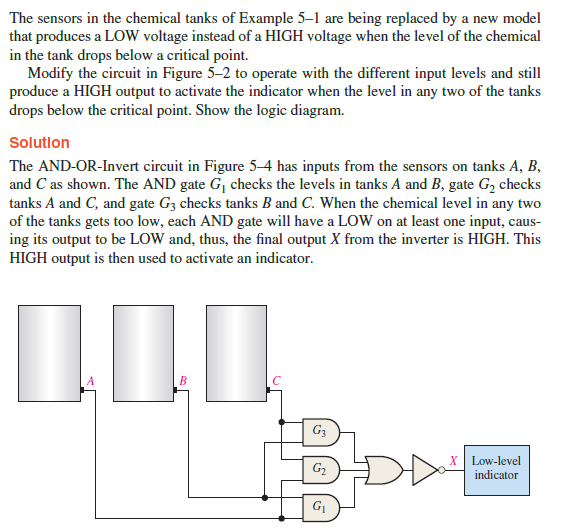 The sensors in the chemical tanks of Example 5–1 are being replaced by a new model
that produces a LOW voltage instead of a HIGH voltage when the level of the chemical
in the tank drops below a critical point.
Modify the circuit in Figure 5–2 to operate with the different input levels and still
produce a HIGH output to activate the indicator when the level in any two of the tanks
drops below the critical point. Show the logic diagram.
Solution
The AND-OR-Invert circuit in Figure 5–4 has inputs from the sensors on tanks A, B,
and C as shown. The AND gate G₁ checks the levels in tanks A and B, gate G₂ checks
tanks A and C, and gate G₃ checks tanks B and C. When the chemical level in any two
of the tanks gets too low, each AND gate will have a LOW on at least one input, caus-
ing its output to be LOW and, thus, the final output X from the inverter is HIGH. This
HIGH output is then used to activate an indicator.
A B C
G₃
X Low-level
G₂ indicator
G₁